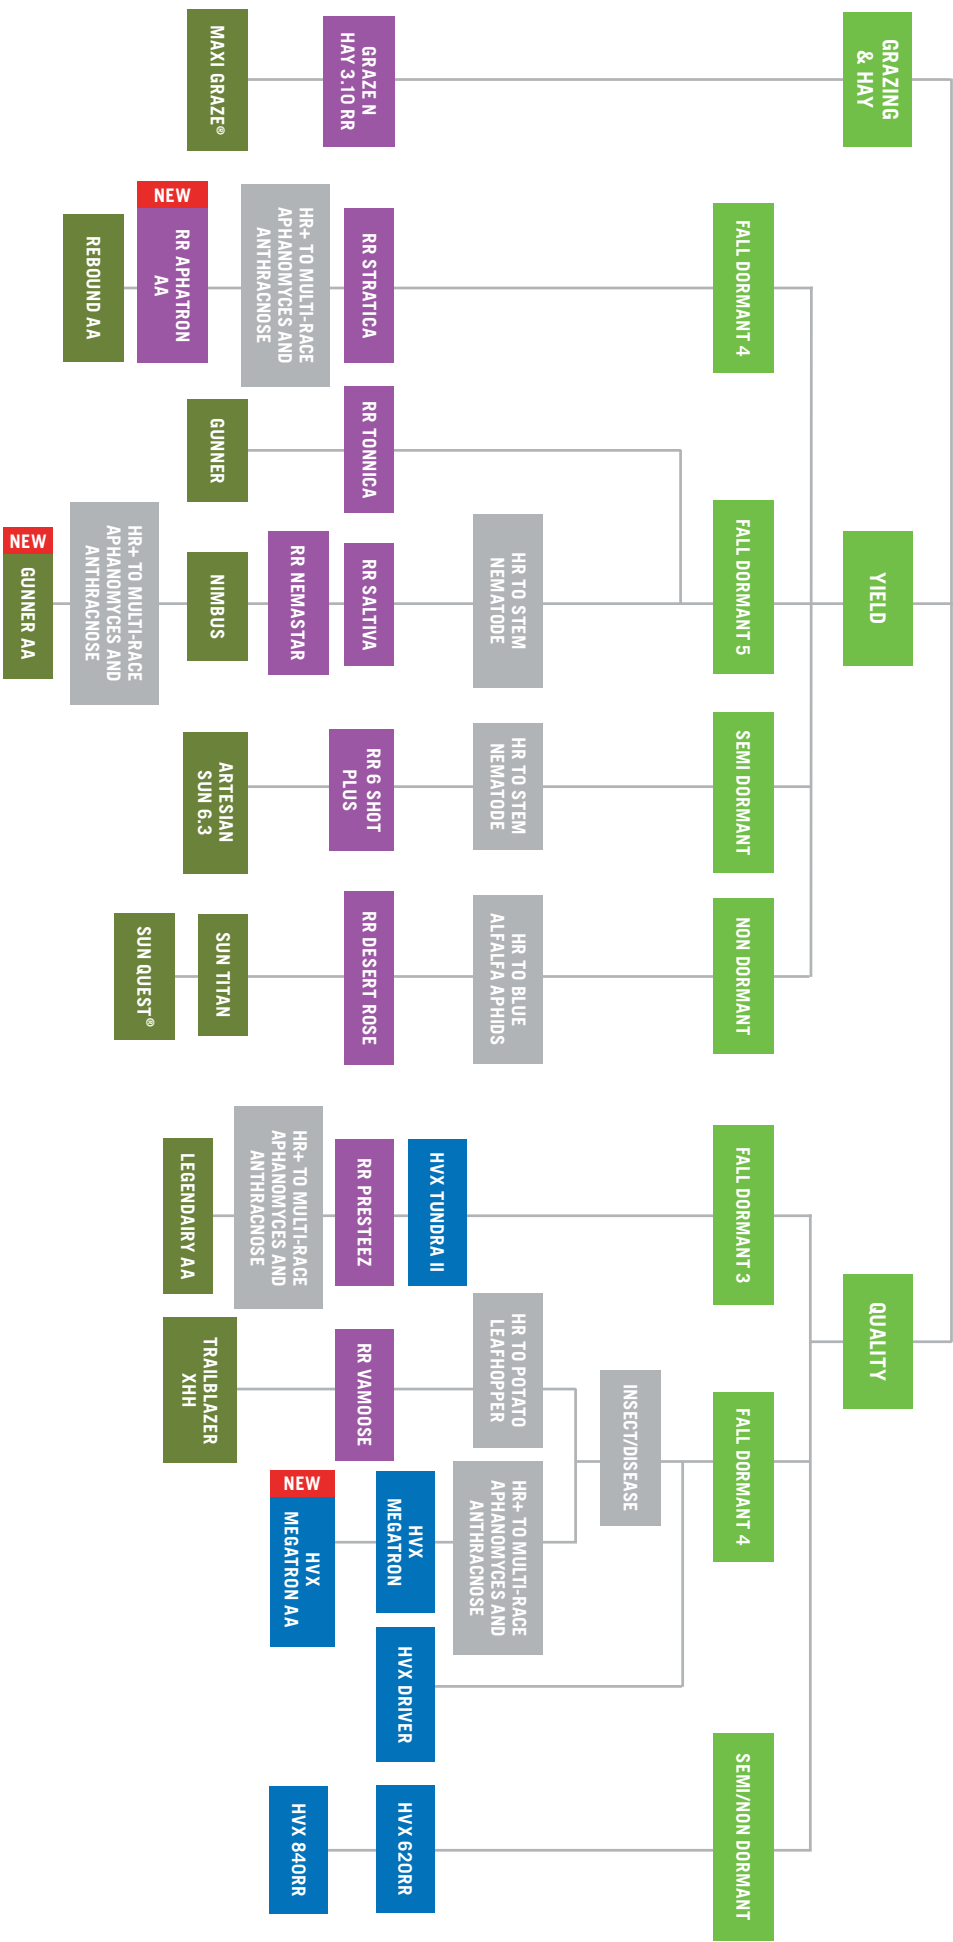 GRAZING
& HAY
YIELD
QUALITY
FALL DORMANT 4
FALL DORMANT 5
SEMI DORMANT
NON DORMANT
FALL DORMANT 3
FALL DORMANT 4
SEMI/NON DORMANT
INSECT/DISEASE
HR TO STEM
NEMATODE
HR TO STEM
NEMATODE
HR TO BLUE
ALFALFA APHIDS
HR TO POTATO
LEAFHOPPER
HR+ TO MULTI-RACE
APHANOMYCES AND
ANTHRACNOSE
GRAZE N
HAY 3.10 RR
RR STRATICA
RR TONNICA
RR SALTIVA
RR 6 SHOT
PLUS
RR DESERT ROSE
HVX TUNDRA II
RR PRESTEEZ
RR VAMOOSE
HVX
MEGATRON
HVX DRIVER
HVX 620RR
HR+ TO MULTI-RACE
APHANOMYCES AND
ANTHRACNOSE
RR NEMASTAR
HR+ TO MULTI-RACE
APHANOMYCES AND
ANTHRACNOSE
NEW
HVX
MEGATRON AA
HVX 840RR
MAXI GRAZE®
NEW
RR APHATRON
AA
GUNNER
NIMBUS
ARTESIAN
SUN 6.3
SUN TITAN
LEGENDAIRY AA
TRAILBLAZER
XHH
REBOUND AA
HR+ TO MULTI-RACE
APHANOMYCES AND
ANTHRACNOSE
SUN QUEST®
NEW
GUNNER AA